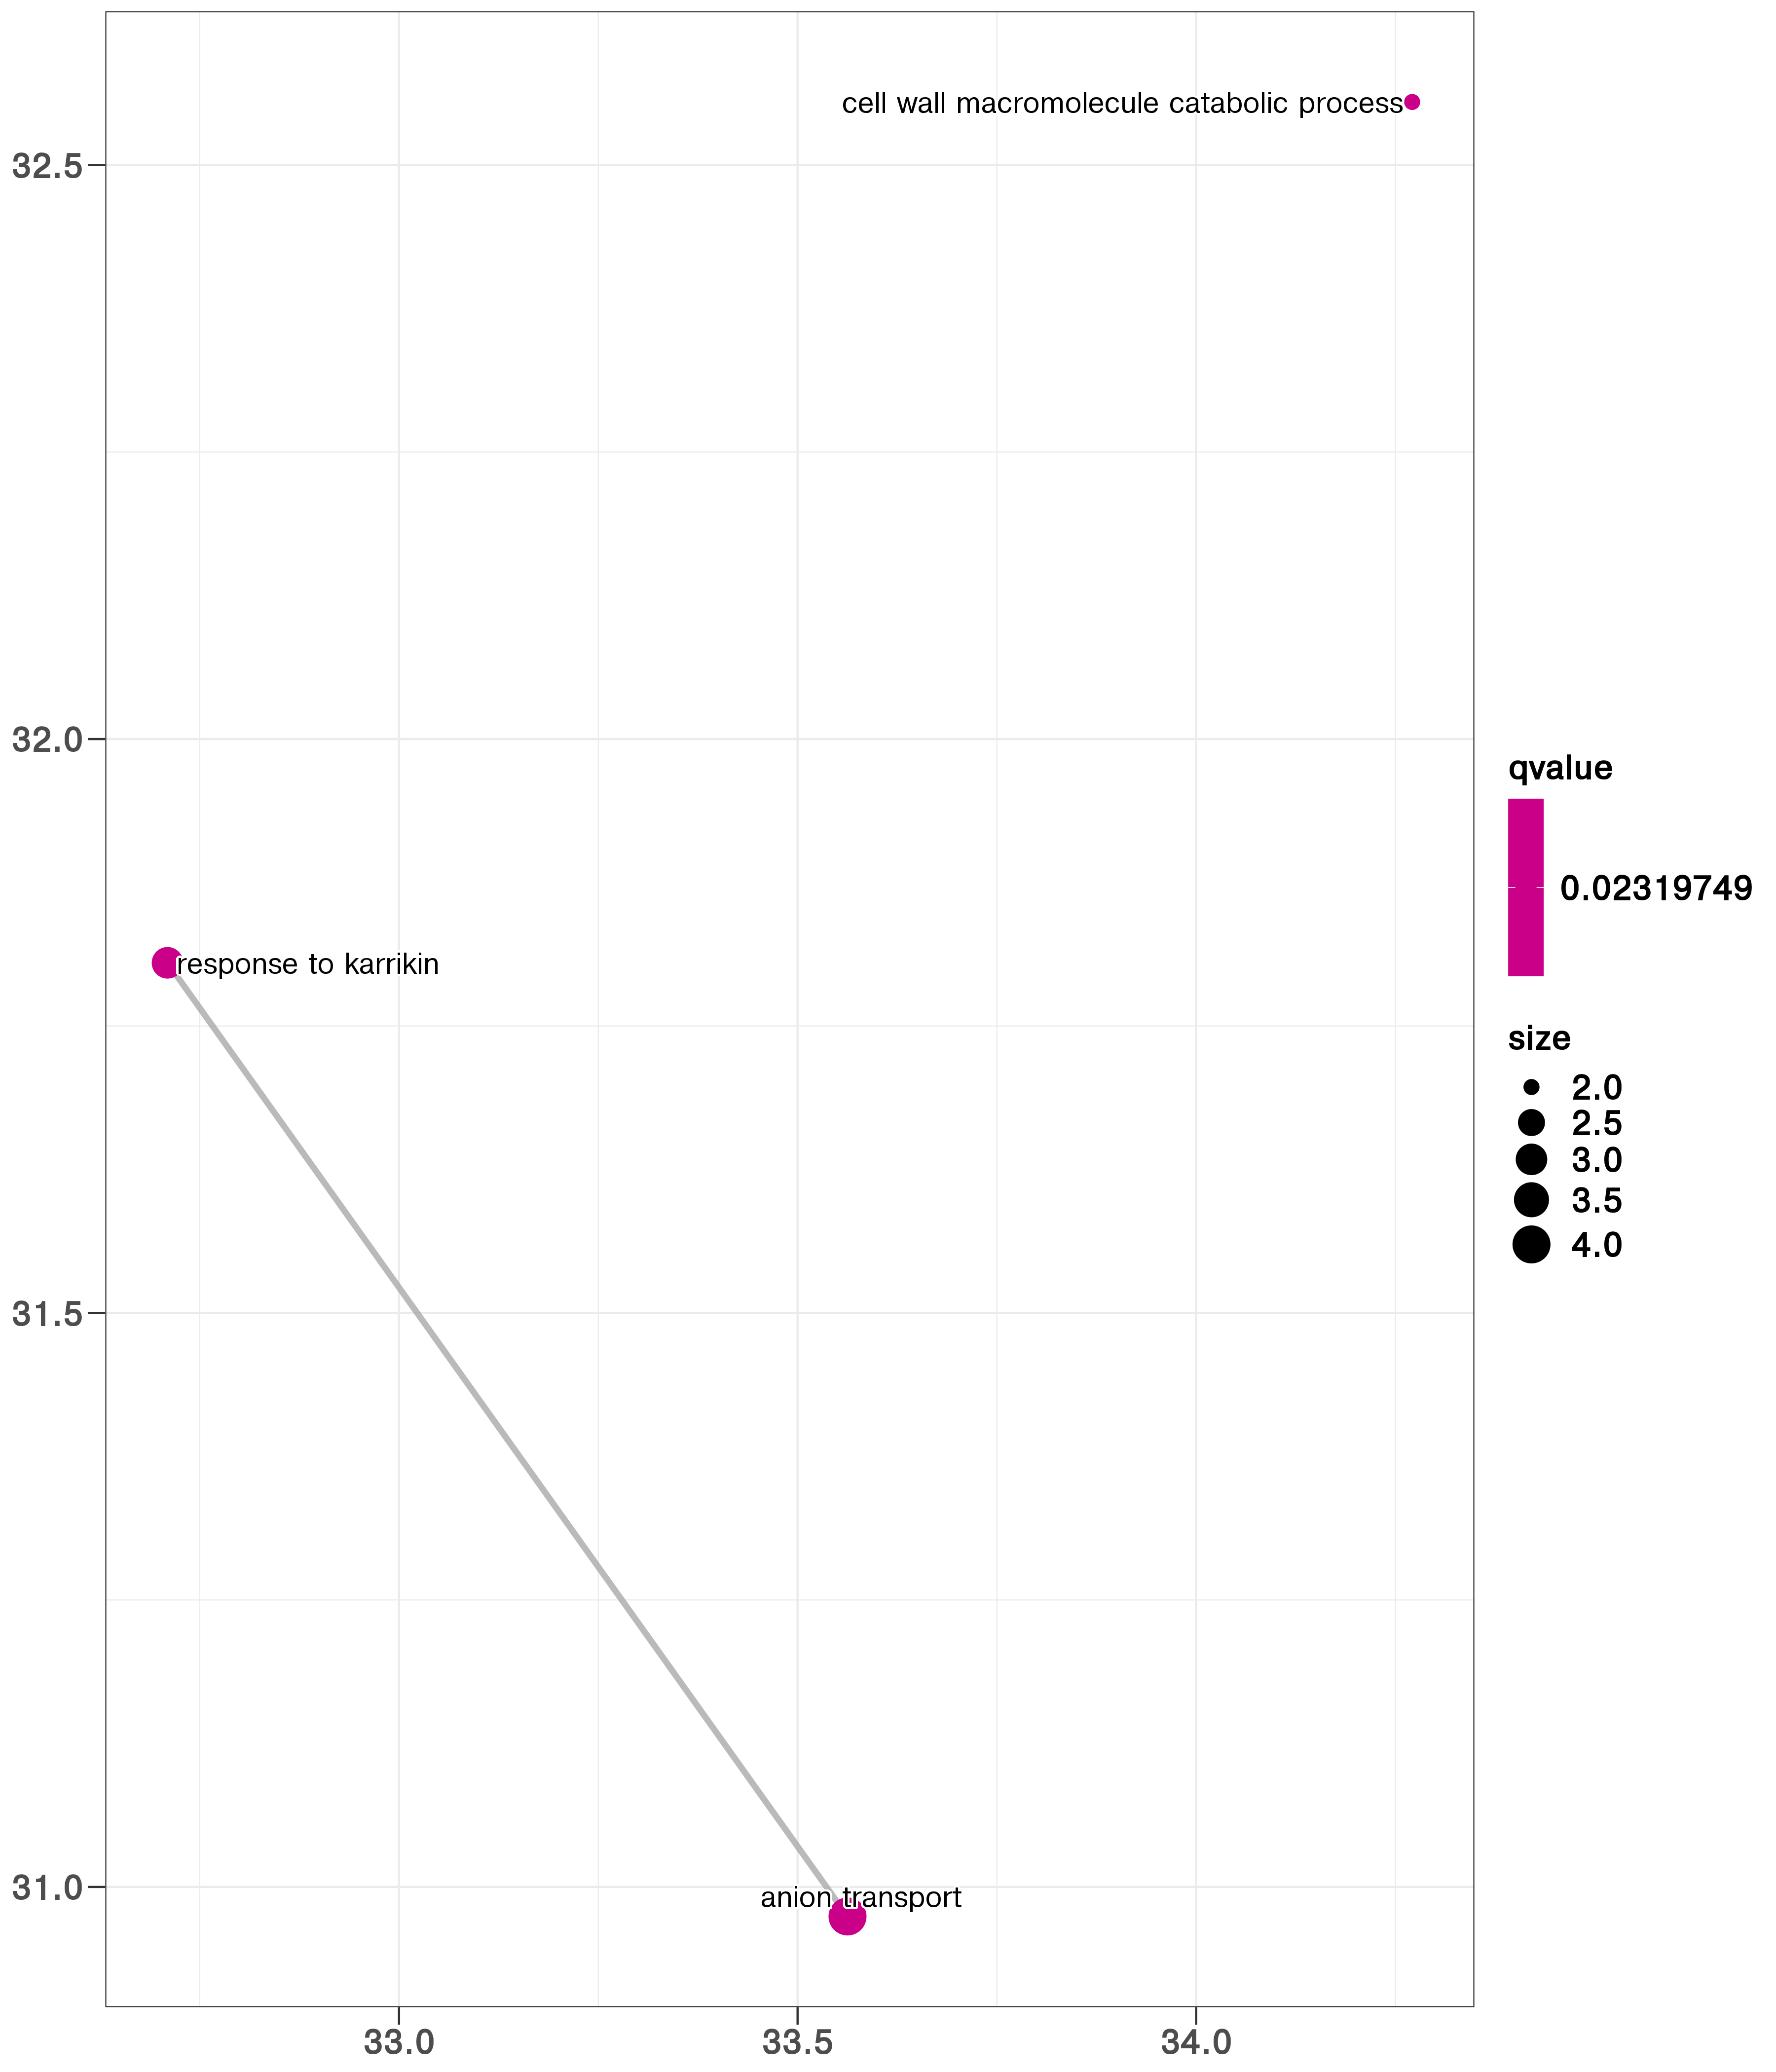 cell wall macromolecule catabolic process
32.5
32.0
response to karrikin
31.5
anion transport
31.0
33.0
33.5
34.0
qvalue
0.02319749
size
2.0
2.5
3.0
3.5
4.0